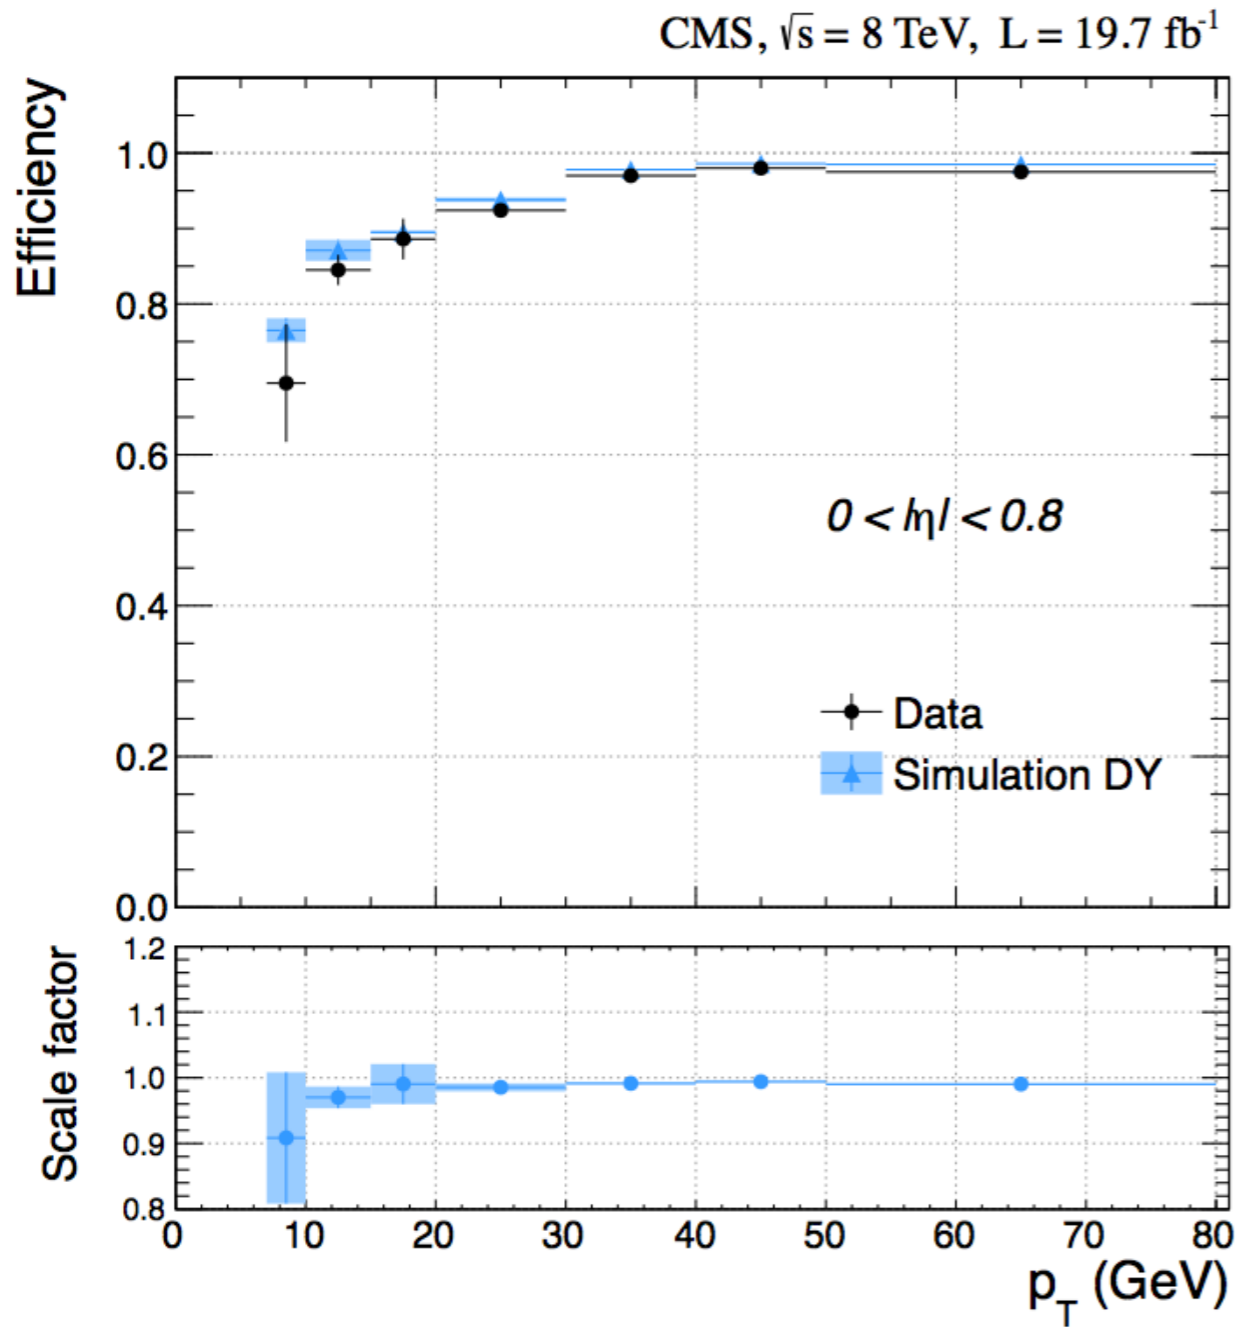 CMS, √s = 8 TeV, L = 19.7 fb⁻¹
Efficiency
1.0
0.8
0.6
0.4
0.2
0.0
0 < |η| < 0.8
Data
Simulation DY
Scale factor
1.2
1.1
1.0
0.9
0.8
0 10 20 30 40 50 60 70 80
p_T (GeV)